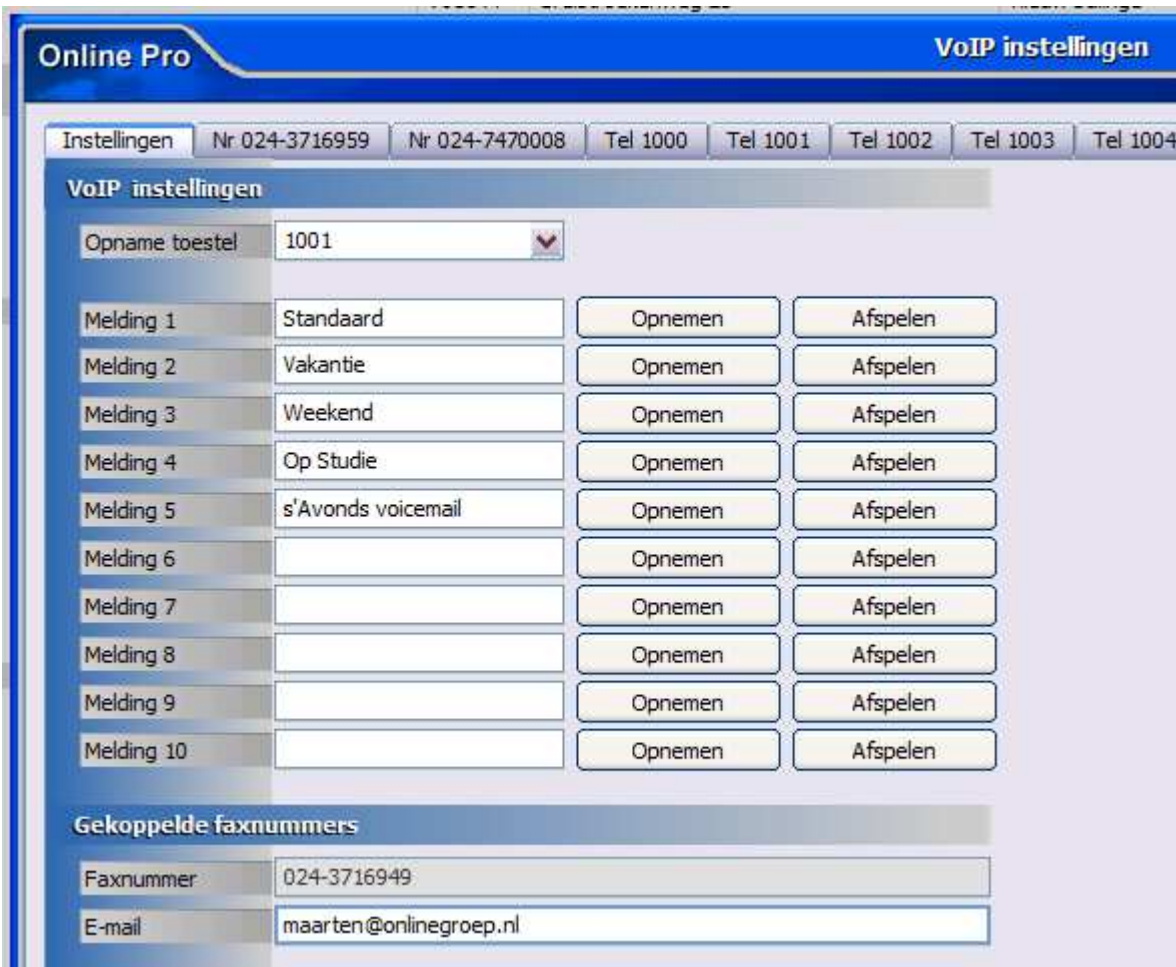 Online Pro
VoIP instellingen
Instellingen Nr 024-3716959 Nr 024-7470008 Tel 1000 Tel 1001 Tel 1002 Tel 1003 Tel 1004
VoIP instellingen
Opname toestel 1001
Melding 1 Standaard Opnemen Afspelen
Melding 2 Vakantie Opnemen Afspelen
Melding 3 Weekend Opnemen Afspelen
Melding 4 Op Studie Opnemen Afspelen
Melding 5 s'Avonds voicemail Opnemen Afspelen
Melding 6 Opnemen Afspelen
Melding 7 Opnemen Afspelen
Melding 8 Opnemen Afspelen
Melding 9 Opnemen Afspelen
Melding 10 Opnemen Afspelen
Gekoppelde faxnummers
Faxnummer 024-3716949
E-mail maarten@onlinegroep.nl